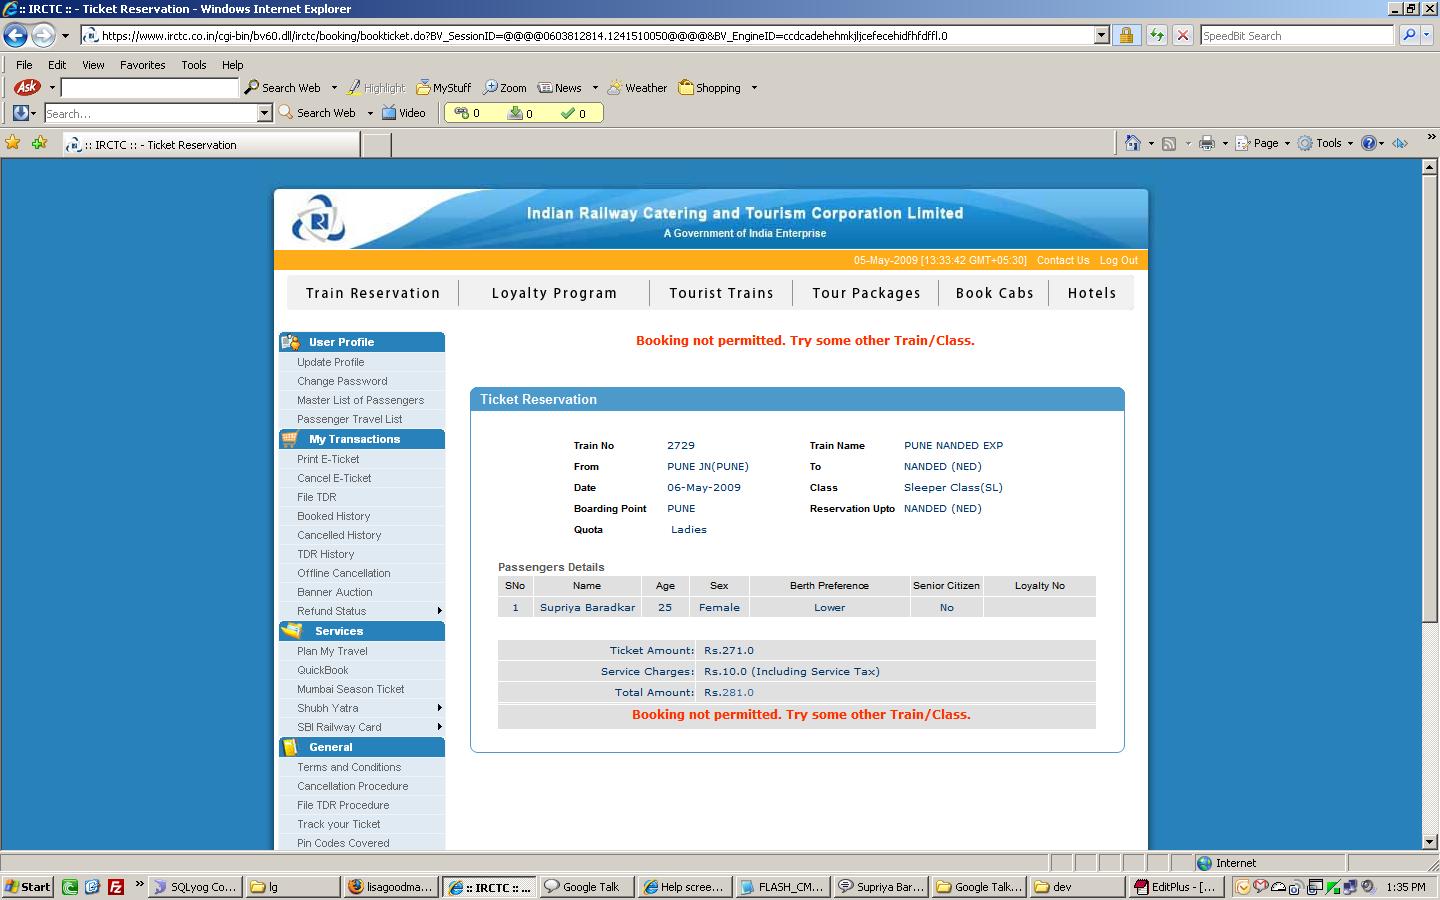 :: IRCTC :: - Ticket Reservation - Windows Internet Explorer
https://www.irctc.co.in/cgi-bin/bv60.dll/irctc/booking/bookticket.do?BV_SessionID=@@@@0603812814.1241510050@@@@&BV_EngineID=ccdcadehehmkjljcefecehidfhfdffl.0
SpeedBit Search
File Edit View Favorites Tools Help
Ask Search Web Highlight MyStuff Zoom News Weather Shopping
Search... Search Web Video 0 0 0
:: IRCTC :: - Ticket Reservation Page Tools
Indian Railway Catering and Tourism Corporation Limited
A Government of India Enterprise
05-May-2009 [13:33:42 GMT+05:30] Contact Us Log Out
Train Reservation Loyalty Program Tourist Trains Tour Packages Book Cabs Hotels
User Profile
Update Profile
Change Password
Master List of Passengers
Passenger Travel List
My Transactions
Print E-Ticket
Cancel E-Ticket
File TDR
Booked History
Cancelled History
TDR History
Offline Cancellation
Banner Auction
Refund Status
Services
Plan My Travel
QuickBook
Mumbai Season Ticket
Shubh Yatra
SBI Railway Card
General
Terms and Conditions
Cancellation Procedure
File TDR Procedure
Track your Ticket
Pin Codes Covered
Booking not permitted. Try some other Train/Class.
Ticket Reservation
Train No 2729 Train Name PUNE NANDED EXP
From PUNE JN(PUNE) To NANDED (NED)
Date 06-May-2009 Class Sleeper Class(SL)
Boarding Point PUNE Reservation Upto NANDED (NED)
Quota Ladies
Passengers Details
SNo Name Age Sex Berth Preference Senior Citizen Loyalty No
1 Supriya Baradkar 25 Female Lower No
Ticket Amount: Rs.271.0
Service Charges: Rs.10.0 (Including Service Tax)
Total Amount: Rs.281.0
Booking not permitted. Try some other Train/Class.
Internet
Start SQLyog Co... lg lisagoodma... :: IRCTC :: ... Google Talk Help scree... FLASH_CM... Supriya Bar... Google Talk... dev EditPlus - [... 1:35 PM